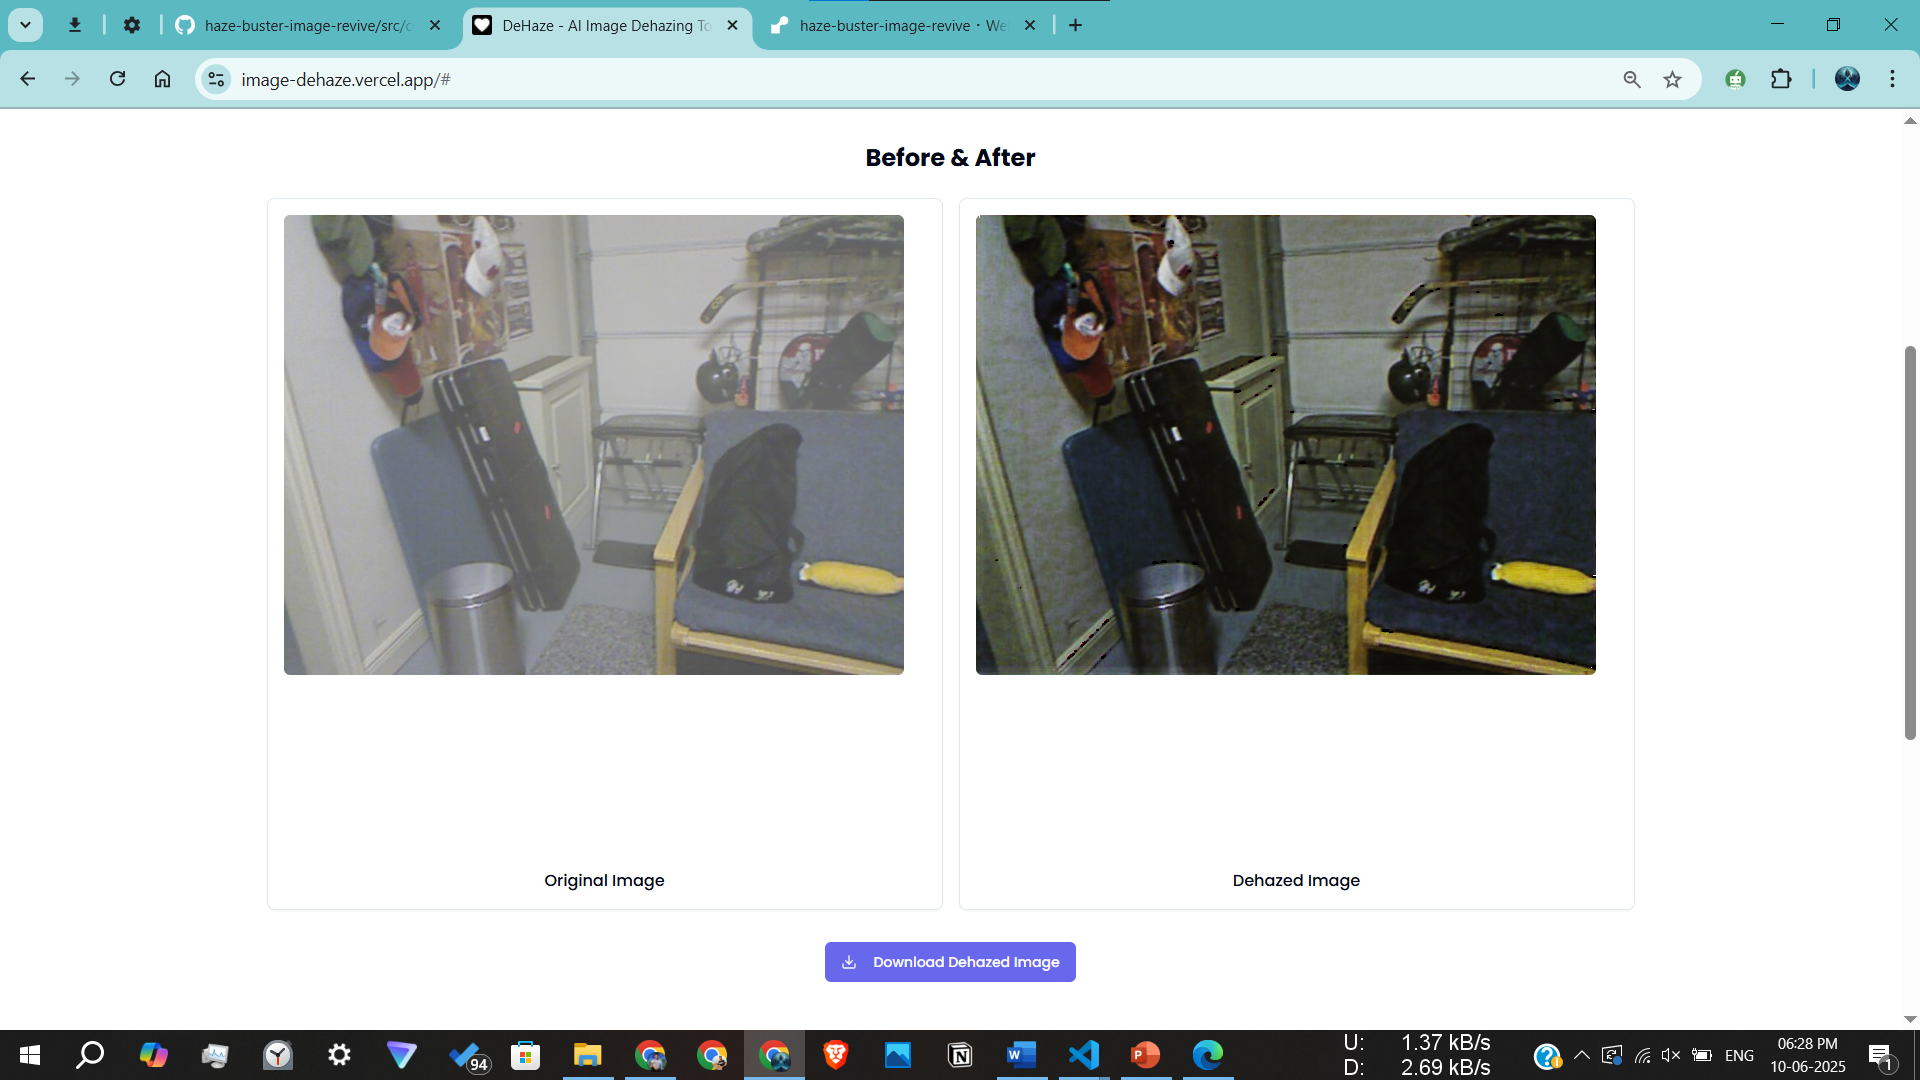 haze-buster-image-revive/src/c
DeHaze - AI Image Dehazing To
haze-buster-image-revive · We
image-dehaze.vercel.app/#
Before & After
Original Image
Dehazed Image
Download Dehazed Image
94
U: 1.37 kB/s
D: 2.69 kB/s
ENG
06:28 PM
10-06-2025
1